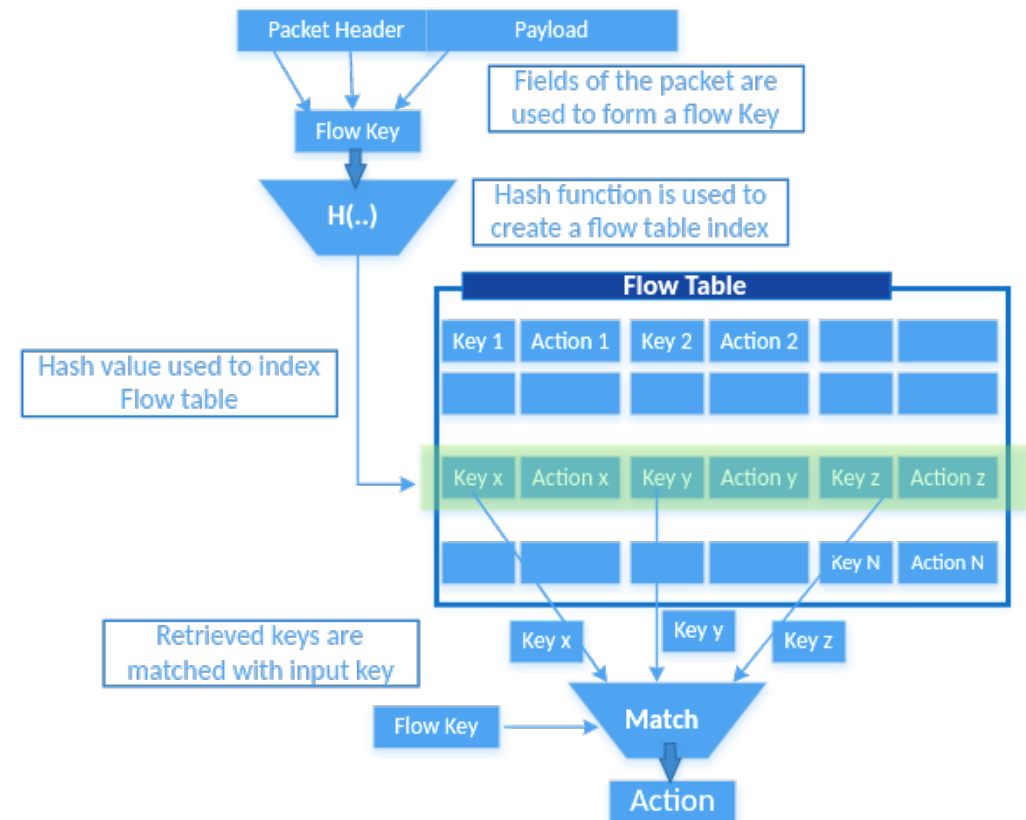 Packet Header
Payload
Fields of the packet are
used to form a flow Key
Flow Key
H(..)
Hash function is used to
create a flow table index
Flow Table
Key 1
Action 1
Key 2
Action 2
Hash value used to index
Flow table
Key x
Action x
Key y
Action y
Key z
Action z
Key N
Action N
Retrieved keys are
matched with input key
Key x
Key y
Key z
Flow Key
Match
Action